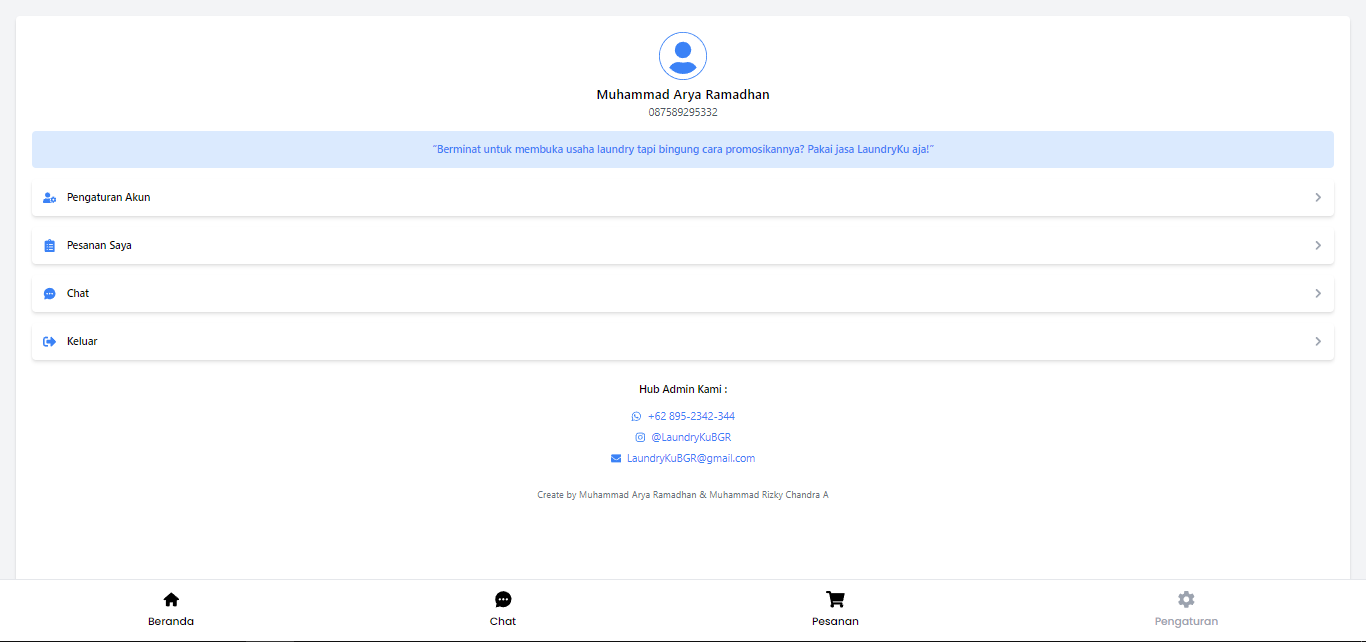 Muhammad Arya Ramadhan
087589295332
"Berminat untuk membuka usaha laundry tapi bingung cara promosikannya? Pakai jasa LaundryKu aja!"
Pengaturan Akun
Pesanan Saya
Chat
Keluar
Hub Admin Kami :
+62 895-2342-344
@LaundryKuBGR
LaundryKuBGR@gmail.com
Create by Muhammad Arya Ramadhan & Muhammad Rizky Chandra A
Beranda
Chat
Pesanan
Pengaturan